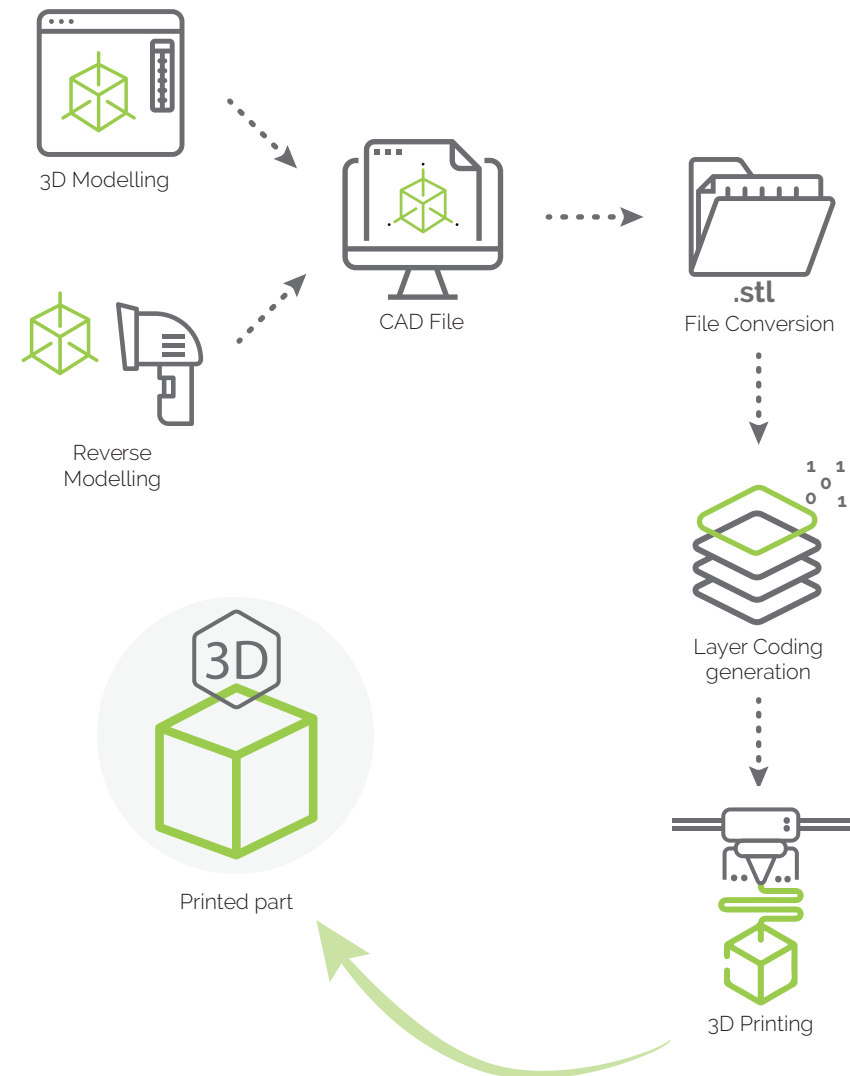 3D Modelling
CAD File
.stl
File Conversion
Reverse
Modelling
1 1
0
0 1
Layer Coding
generation
3D
Printed part
3D Printing